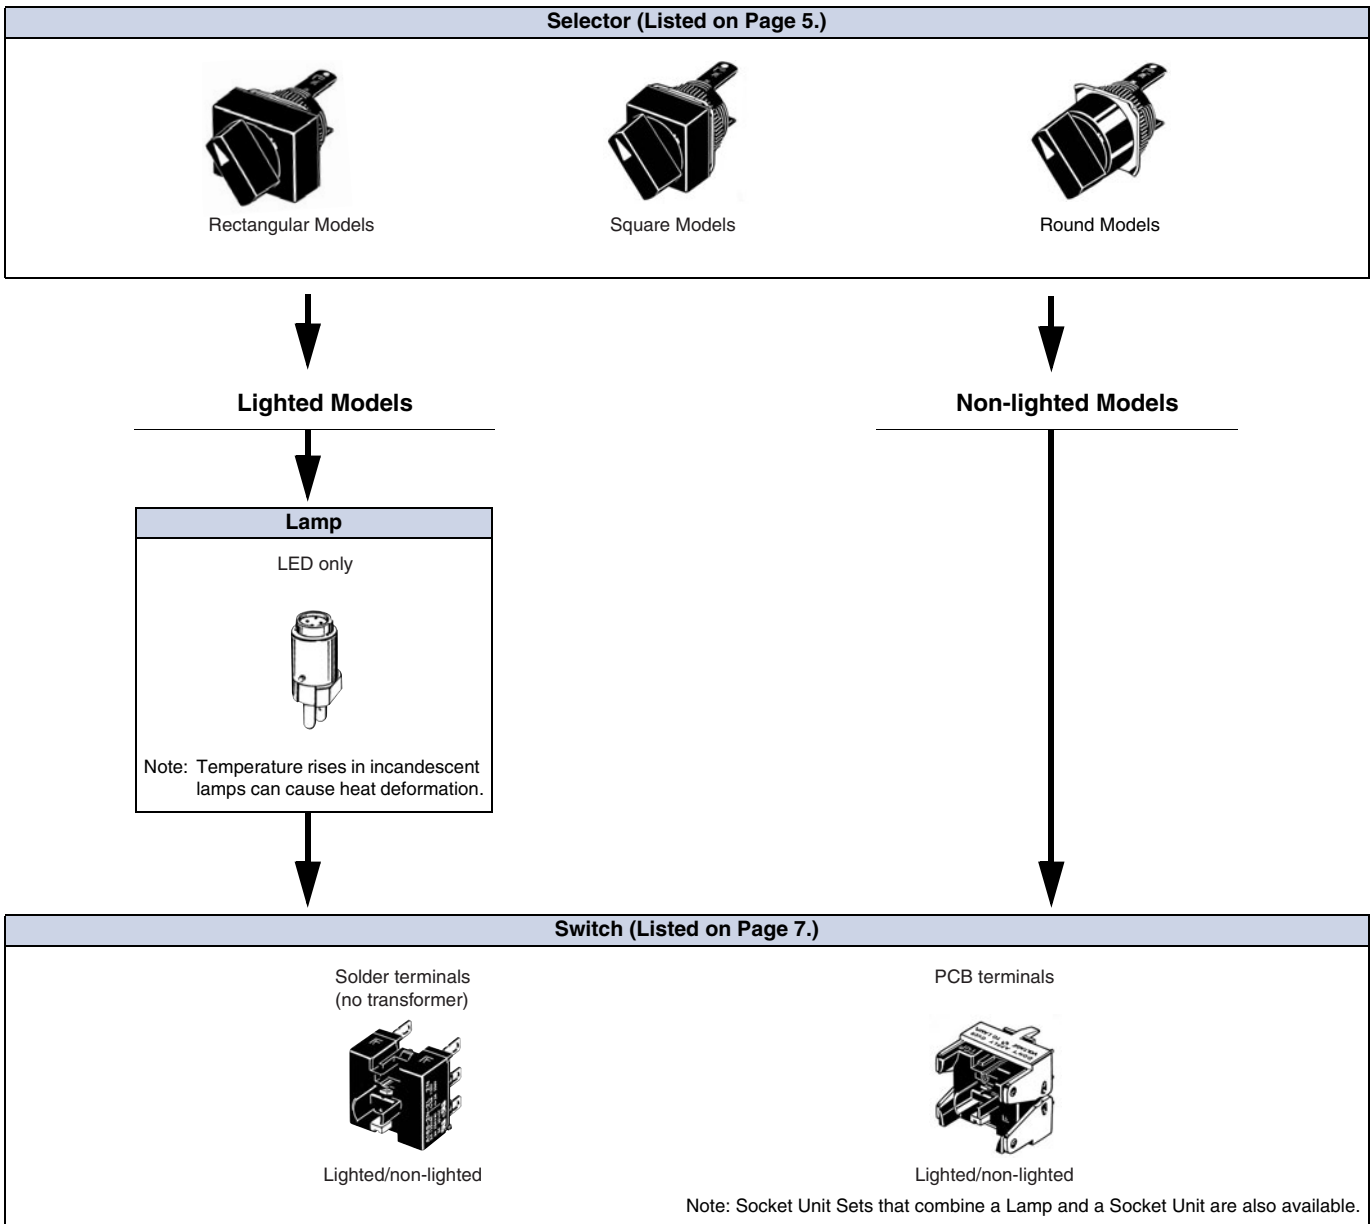 Selector (Listed on Page 5.)
Rectangular Models
Square Models
Round Models
Lighted Models
Non-lighted Models
Lamp
LED only
Note: Temperature rises in incandescent
lamps can cause heat deformation.
Switch (Listed on Page 7.)
Solder terminals
(no transformer)
PCB terminals
Lighted/non-lighted
Lighted/non-lighted
Note: Socket Unit Sets that combine a Lamp and a Socket Unit are also available.